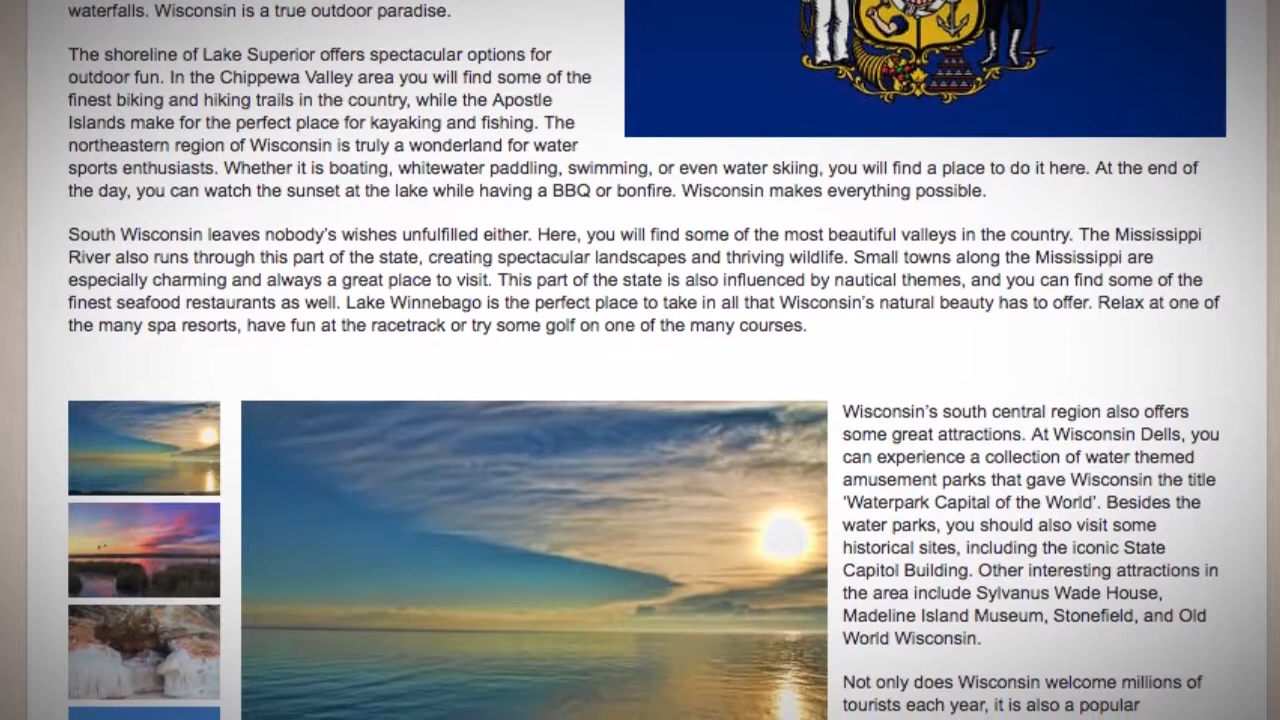 waterfalls. Wisconsin is a true outdoor paradise.
The shoreline of Lake Superior offers spectacular options for
outdoor fun. In the Chippewa Valley area you will find some of the
finest biking and hiking trails in the country, while the Apostle
Islands make for the perfect place for kayaking and fishing. The
northeastern region of Wisconsin is truly a wonderland for water
sports enthusiasts. Whether it is boating, whitewater paddling, swimming, or even water skiing, you will find a place to do it here. At the end of
the day, you can watch the sunset at the lake while having a BBQ or bonfire. Wisconsin makes everything possible.
South Wisconsin leaves nobody’s wishes unfulfilled either. Here, you will find some of the most beautiful valleys in the country. The Mississippi
River also runs through this part of the state, creating spectacular landscapes and thriving wildlife. Small towns along the Mississippi are
especially charming and always a great place to visit. This part of the state is also influenced by nautical themes, and you can find some of the
finest seafood restaurants as well. Lake Winnebago is the perfect place to take in all that Wisconsin’s natural beauty has to offer. Relax at one of
the many spa resorts, have fun at the racetrack or try some golf on one of the many courses.
Wisconsin’s south central region also offers
some great attractions. At Wisconsin Dells, you
can experience a collection of water themed
amusement parks that gave Wisconsin the title
‘Waterpark Capital of the World’. Besides the
water parks, you should also visit some
historical sites, including the iconic State
Capitol Building. Other interesting attractions in
the area include Sylvanus Wade House,
Madeline Island Museum, Stonefield, and Old
World Wisconsin.
Not only does Wisconsin welcome millions of
tourists each year, it is also a popular